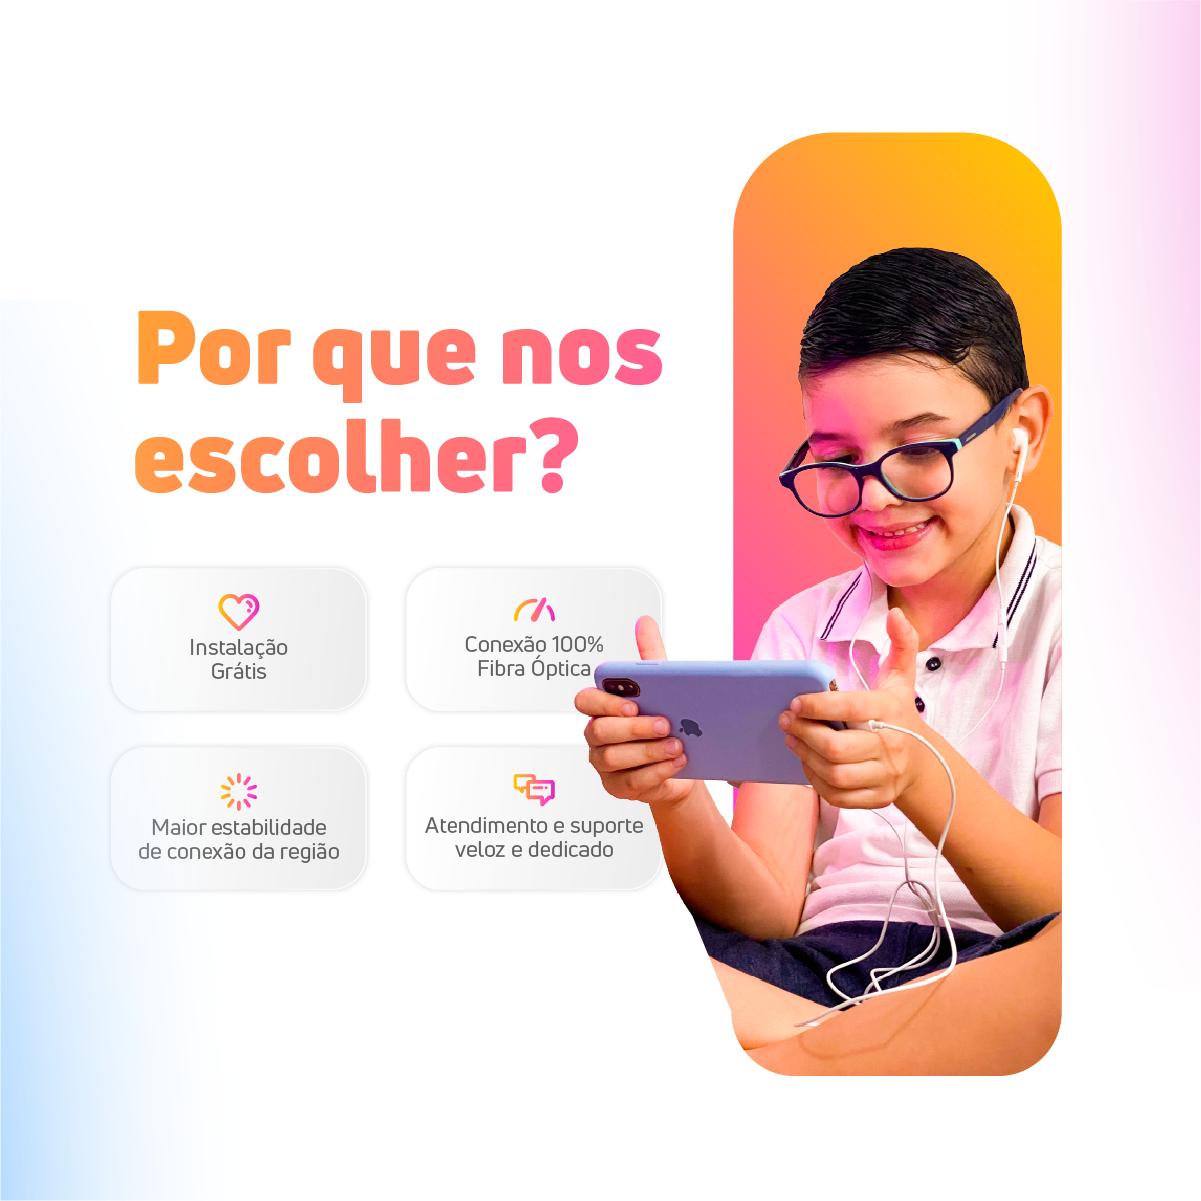 Por que nos
escolher?
Instalação
Grátis
Conexão 100%
Fibra Óptica
Maior estabilidade
de conexão da região
Atendimento e suporte
veloz e dedicado